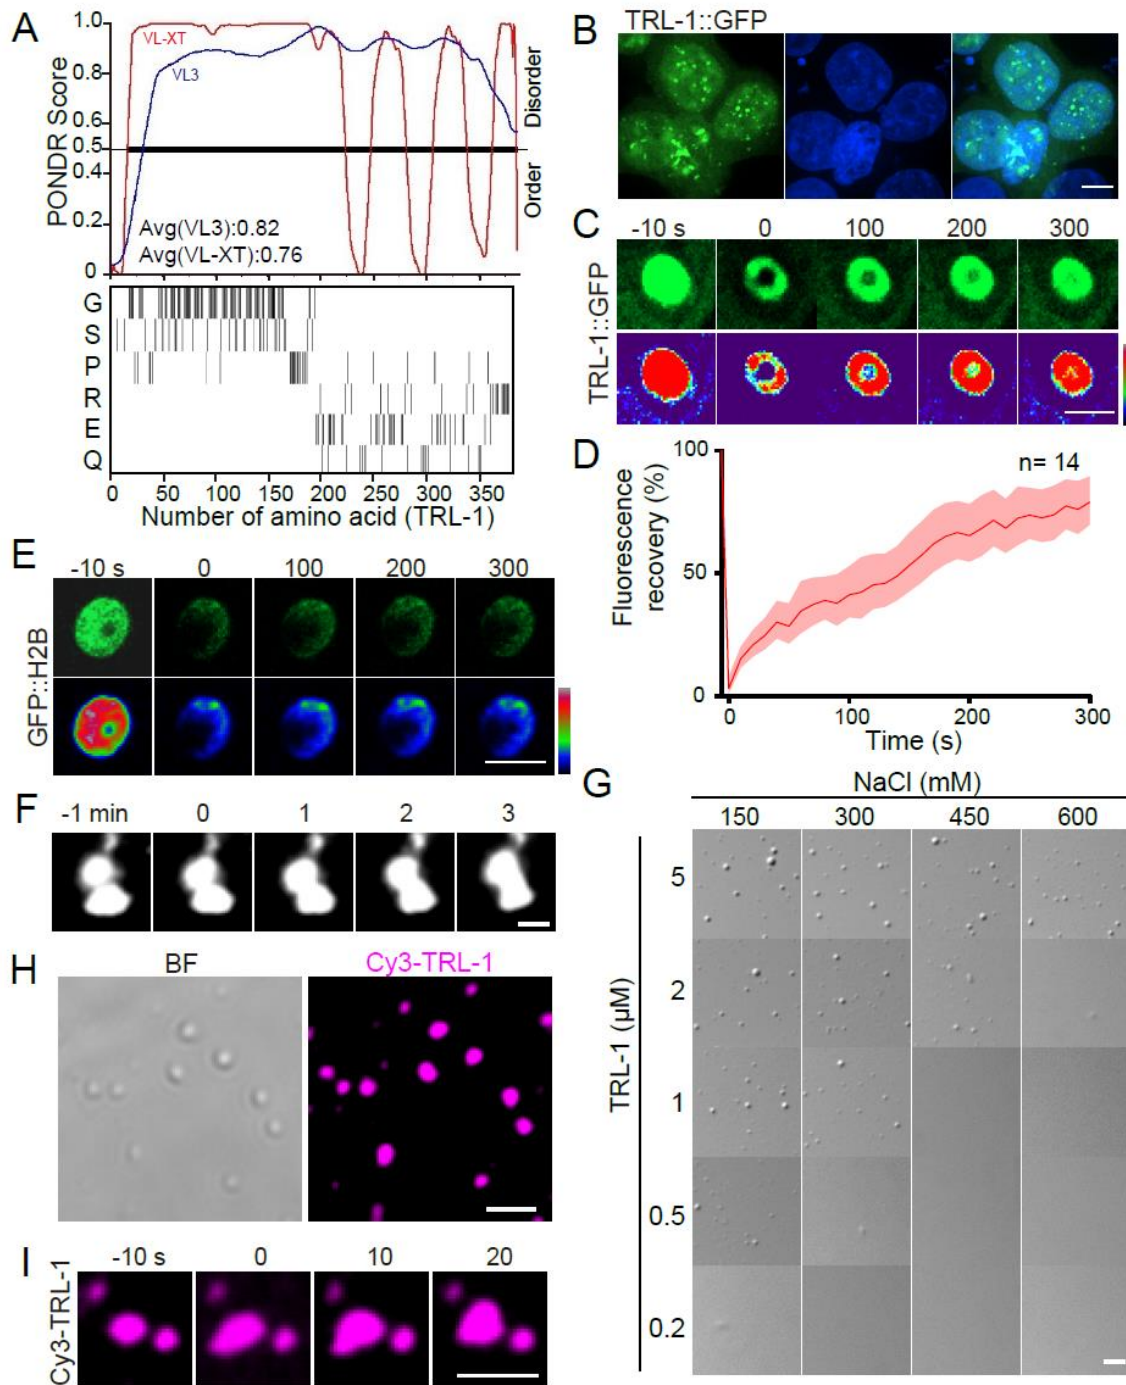 A
1.0
VL-XT
VL3
0.8
0.6
0.5
0.4
0.2
0
PONDR Score
Disorder
Order
Avg(VL3):0.82
Avg(VL-XT):0.76
G
S
P
R
E
Q
0 50 100 150 200 250 300 350
Number of amino acid (TRL-1)
B
TRL-1::GFP
C
-10 s 0 100 200 300
TRL-1::GFP
D
n= 14
100
50
0
Fluorescence
recovery (%)
0 100 200 300
Time (s)
E
-10 s 0 100 200 300
GFP::H2B
F
-1 min 0 1 2 3
G
NaCl (mM)
150 300 450 600
TRL-1 (µM)
5
2
1
0.5
0.2
H
BF
Cy3-TRL-1
I
-10 s 0 10 20
Cy3-TRL-1